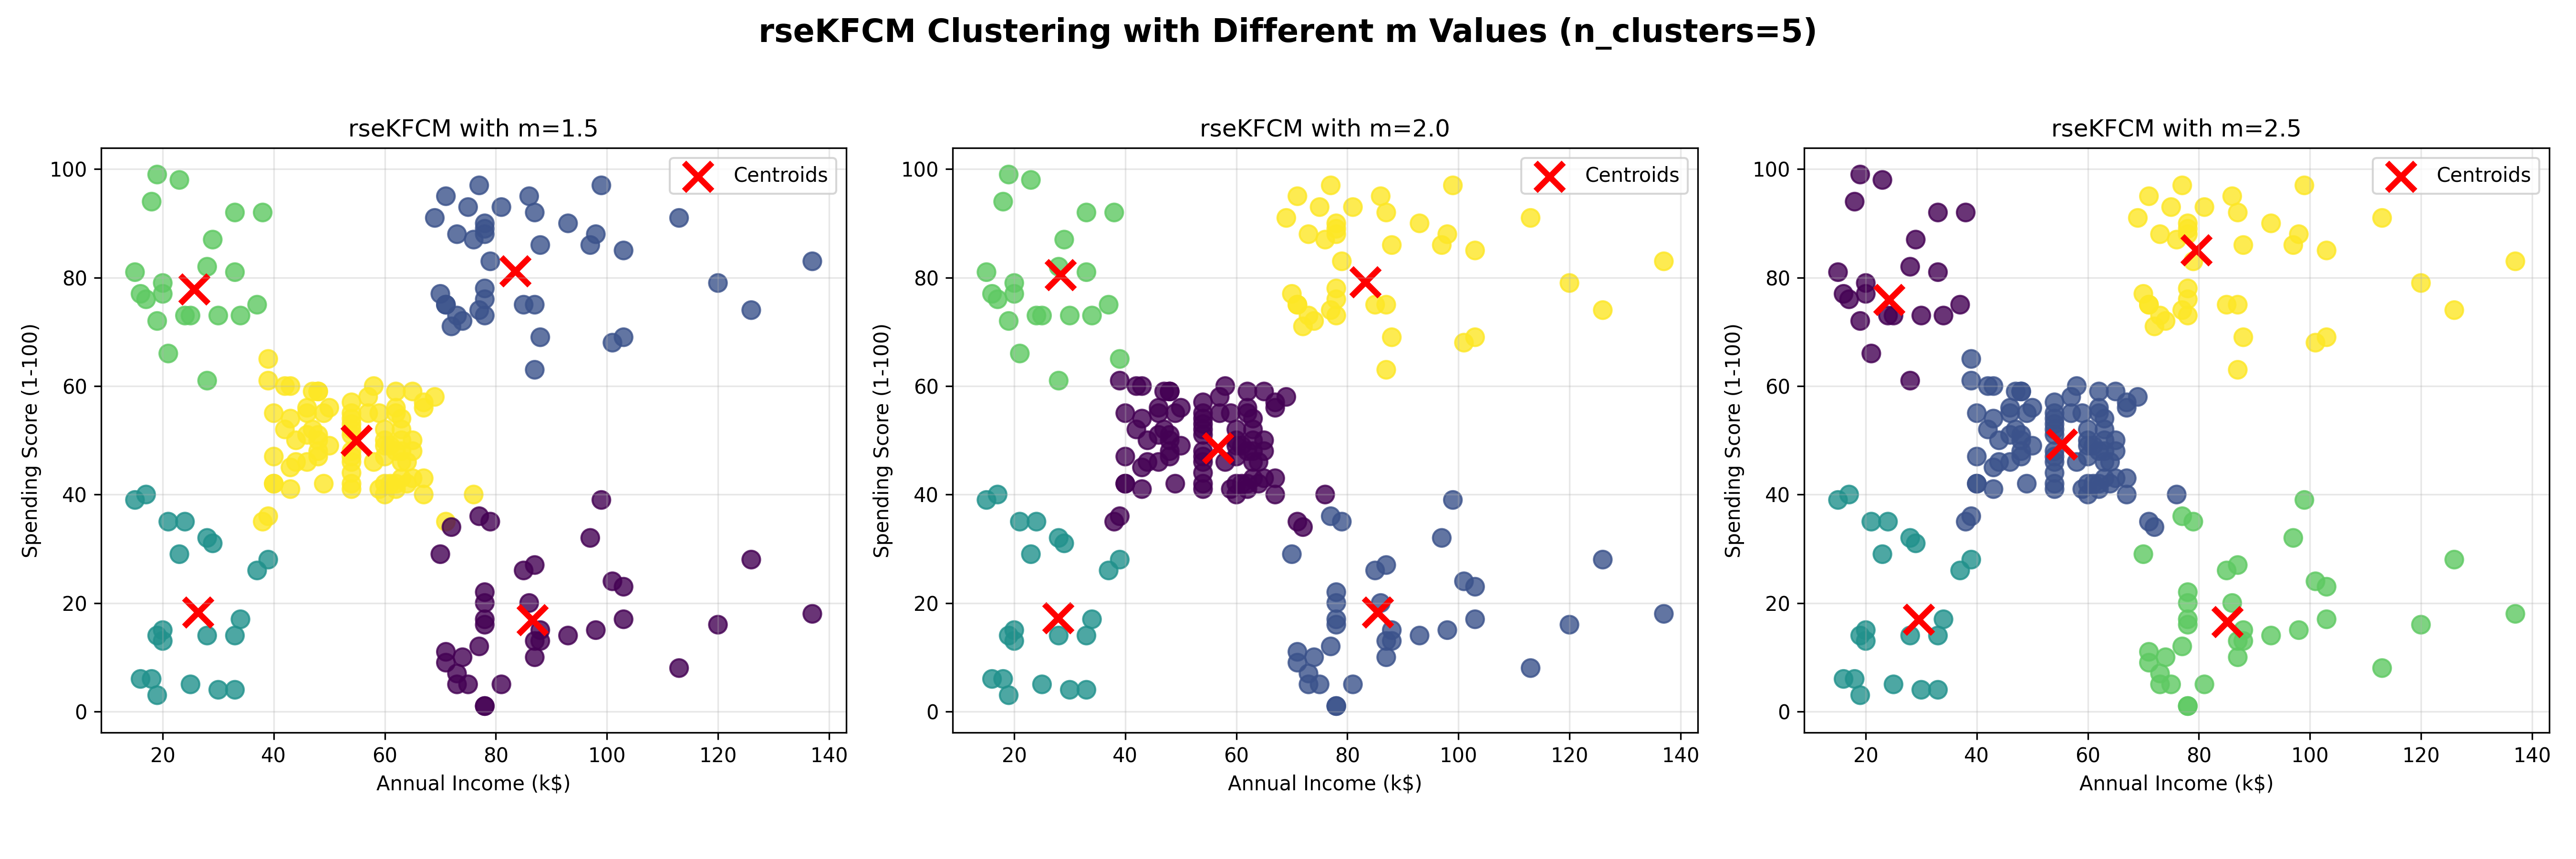 rseKFCM Clustering with Different m Values (n_clusters=5)
rseKFCM with m=1.5
Centroids
100
80
60
40
20
0
Spending Score (1-100)
20 40 60 80 100 120 140
Annual Income (k$)
rseKFCM with m=2.0
Centroids
100
80
60
40
20
0
Spending Score (1-100)
20 40 60 80 100 120 140
Annual Income (k$)
rseKFCM with m=2.5
Centroids
100
80
60
40
20
0
Spending Score (1-100)
20 40 60 80 100 120 140
Annual Income (k$)